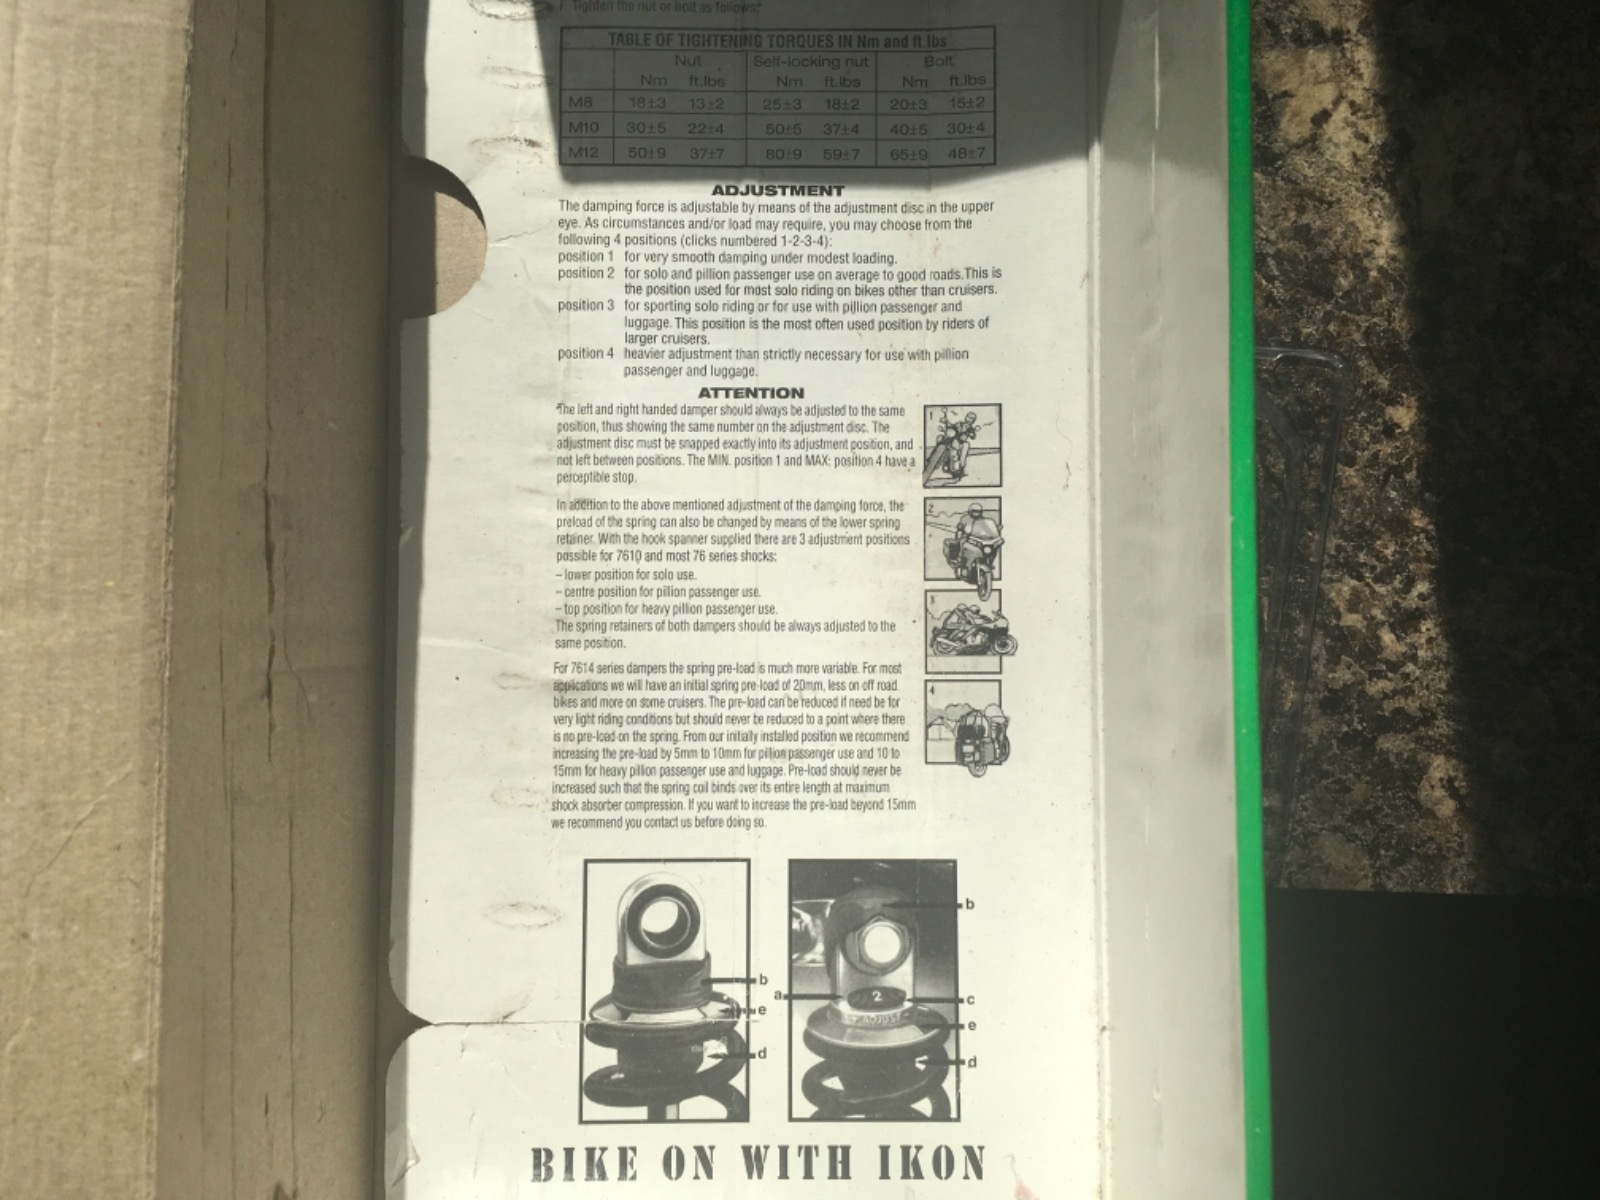 F. Tighten the nut or bolt as follows:
TABLE OF TIGHTENING TORQUES IN Nm and ft.lbs
Nut Self-locking nut Bolt
Nm ft.lbs Nm ft.lbs Nm ft.lbs
M8 18±3 13±2 25±3 18±2 20±3 15±2
M10 30±5 22±4 50±5 37±4 40±5 30±4
M12 50±9 37±7 80±9 59±7 65±9 48±7
ADJUSTMENT
The damping force is adjustable by means of the adjustment disc in the upper
eye. As circumstances and/or load may require, you may choose from the
following 4 positions (clicks numbered 1-2-3-4):
position 1 for very smooth damping under modest loading.
position 2 for solo and pillion passenger use on average to good roads. This is
the position used for most solo riding on bikes other than cruisers.
position 3 for sporting solo riding or for use with pillion passenger and
luggage. This position is the most often used position by riders of
larger cruisers.
position 4 heavier adjustment than strictly necessary for use with pillion
passenger and luggage.
ATTENTION
The left and right handed damper should always be adjusted to the same
position, thus showing the same number on the adjustment disc. The
adjustment disc must be snapped exactly into its adjustment position, and
not left between positions. The MIN. position 1 and MAX: position 4 have a
perceptible stop.
In addition to the above mentioned adjustment of the damping force, the
preload of the spring can also be changed by means of the lower spring
retainer. With the hook spanner supplied there are 3 adjustment positions
possible for 7610 and most 76 series shocks:
– lower position for solo use.
– centre position for pillion passenger use.
– top position for heavy pillion passenger use.
The spring retainers of both dampers should be always adjusted to the
same position.
For 7614 series dampers the spring pre-load is much more variable. For most
applications we will have an initial spring pre-load of 20mm, less on off road
bikes and more on some cruisers. The pre-load can be reduced if need be for
very light riding conditions but should never be reduced to a point where there
is no pre-load on the spring. From our initially installed position we recommend
increasing the pre-load by 5mm to 10mm for pillion passenger use and 10 to
15mm for heavy pillion passenger use and luggage. Pre-load should never be
increased such that the spring coil binds over its entire length at maximum
shock absorber compression. If you want to increase the pre-load beyond 15mm
we recommend you contact us before doing so.
1
2
3
4
b
e
d
b
a
2
c
ADJUST
e
d
BIKE ON WITH IKON